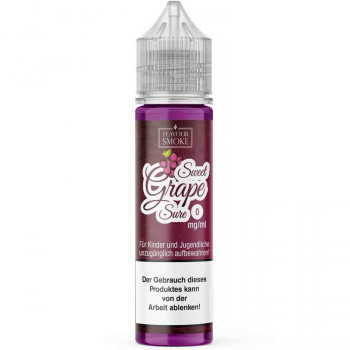 FLAVOUR
SMOKE
Sweet
Grape
Sure
0
mg/ml
Für Kinder und Jugendliche
unzugänglich aufbewahren!
Der Gebrauch dieses
Produktes kann
von der
Arbeit ablenken!